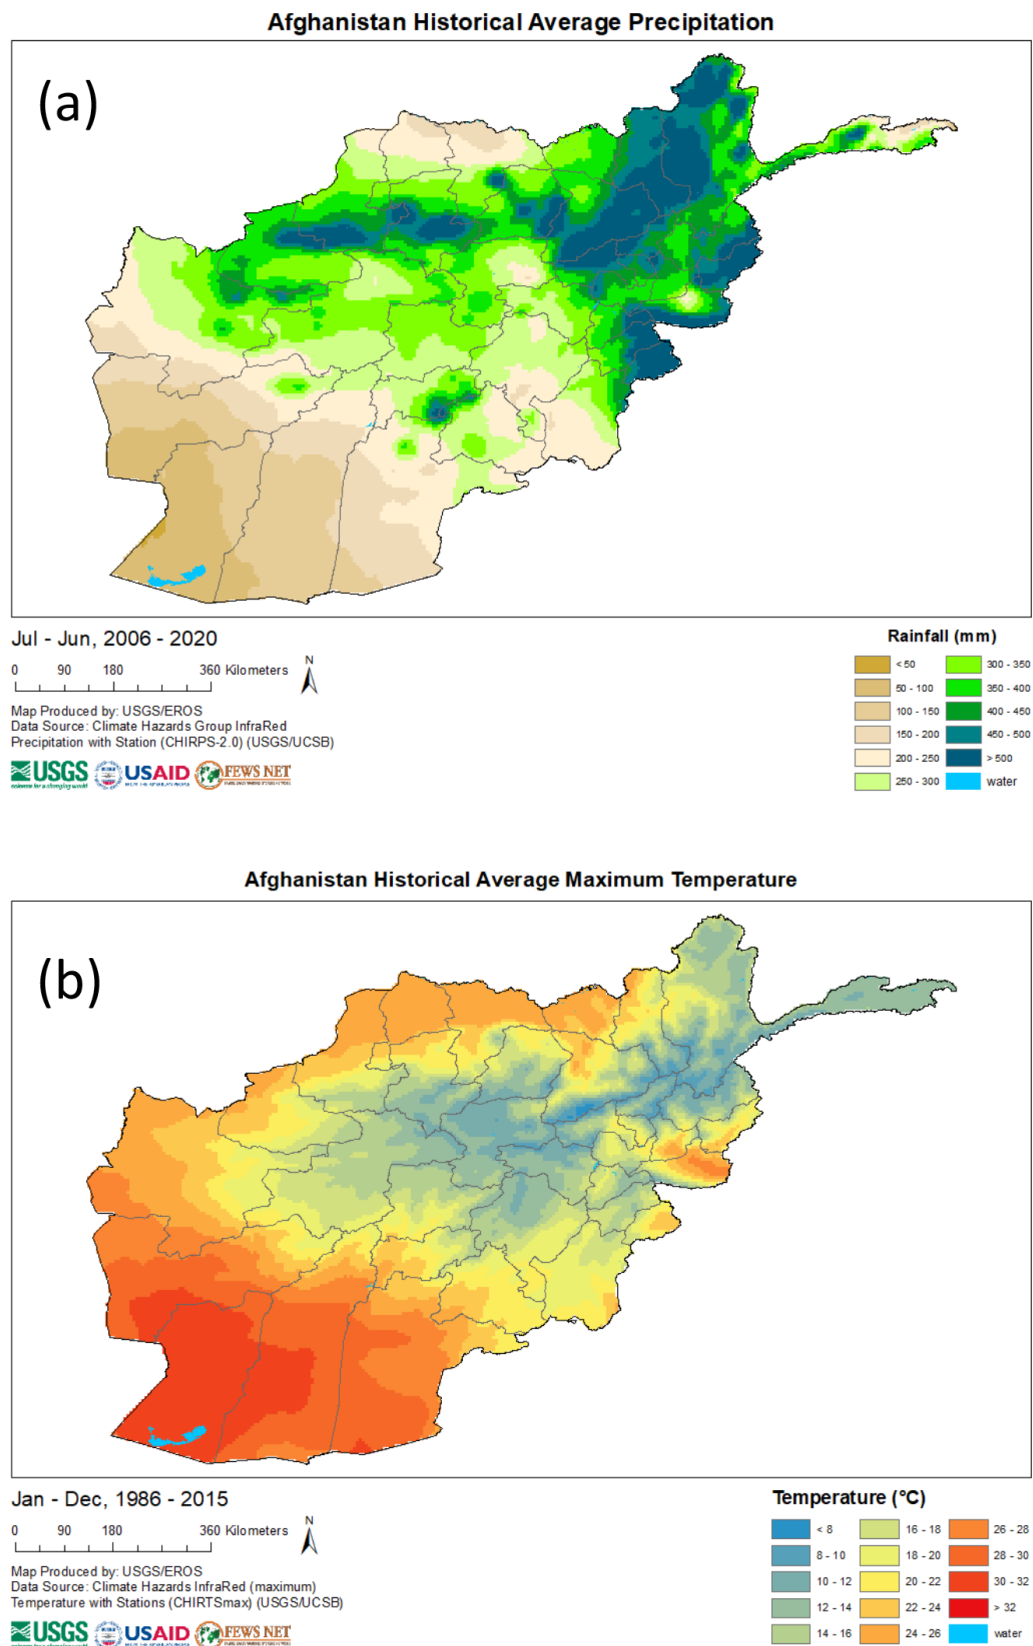 Afghanistan Historical Average Precipitation
(a)
Jul - Jun, 2006 - 2020
0 90 180 360 Kilometers
N
Map Produced by: USGS/EROS
Data Source: Climate Hazards Group InfraRed
Precipitation with Station (CHIRPS-2.0) (USGS/UCSB)
USGS
science for a changing world
USAID
FEWS NET
Rainfall (mm)
< 50
50 - 100
100 - 150
150 - 200
200 - 250
250 - 300
300 - 350
350 - 400
400 - 450
450 - 500
> 500
water
Afghanistan Historical Average Maximum Temperature
(b)
Jan - Dec, 1986 - 2015
0 90 180 360 Kilometers
N
Map Produced by: USGS/EROS
Data Source: Climate Hazards InfraRed (maximum)
Temperature with Stations (CHIRTSmax) (USGS/UCSB)
USGS
USAID
FEWS NET
Temperature (°C)
< 8
8 - 10
10 - 12
12 - 14
14 - 16
16 - 18
18 - 20
20 - 22
22 - 24
24 - 26
26 - 28
28 - 30
30 - 32
> 32
water